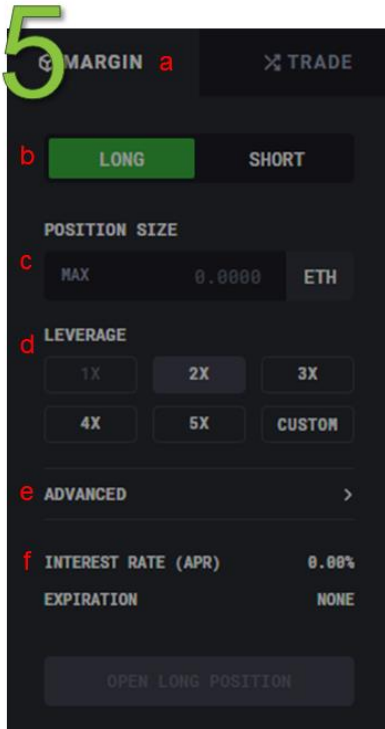 5
MARGIN a TRADE
b LONG SHORT
POSITION SIZE
c MAX 0.0000 ETH
d LEVERAGE
1X 2X 3X
4X 5X CUSTOM
e ADVANCED >
f INTEREST RATE (APR) 0.00%
EXPIRATION NONE
OPEN LONG POSITION